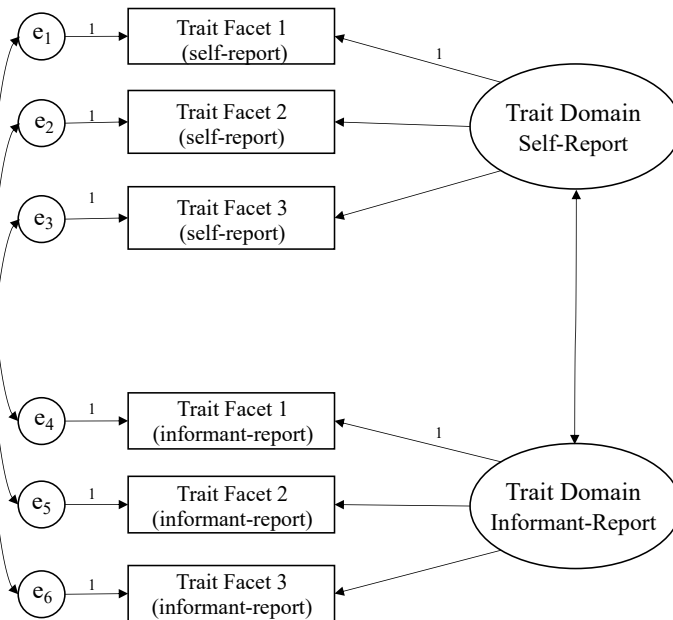 e1
1
Trait Facet 1
(self-report)
1
e2
1
Trait Facet 2
(self-report)
Trait Domain
Self-Report
e3
1
Trait Facet 3
(self-report)
e4
1
Trait Facet 1
(informant-report)
1
e5
1
Trait Facet 2
(informant-report)
Trait Domain
Informant-Report
e6
1
Trait Facet 3
(informant-report)